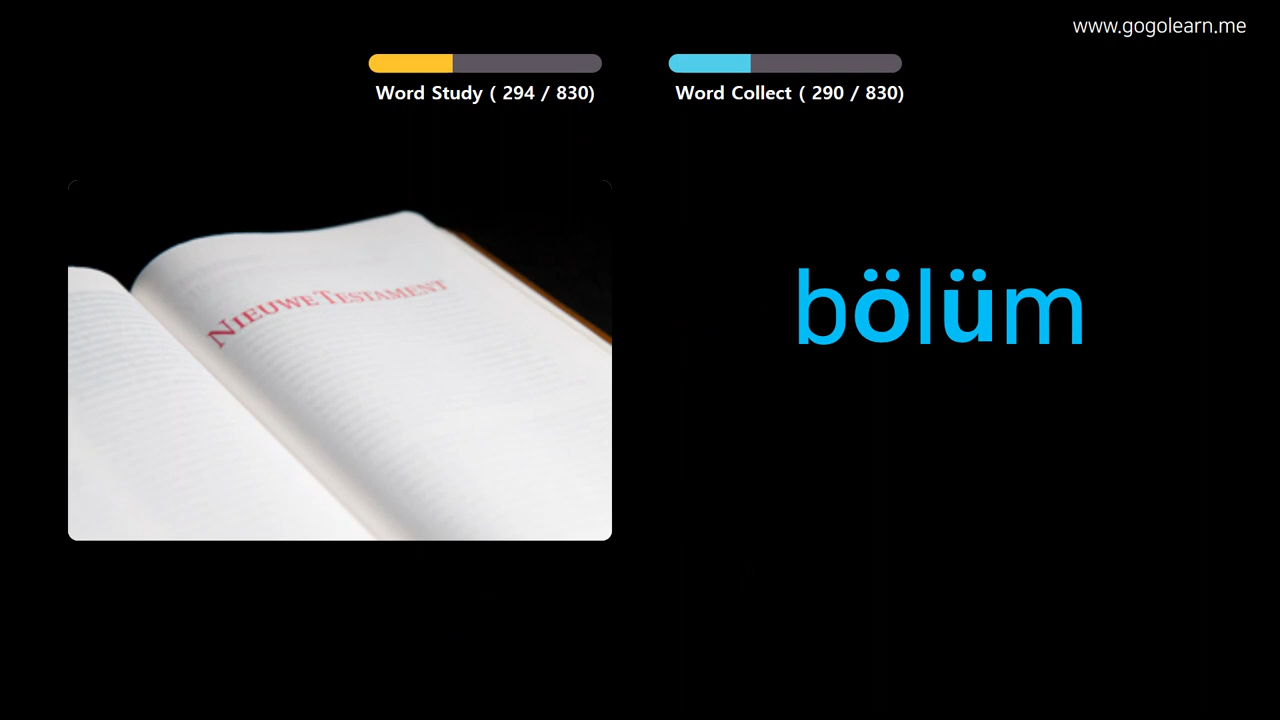 www.gogolearn.me
Word Study ( 294 / 830)
Word Collect ( 290 / 830)
NIEUWE TESTAMENT
bölüm